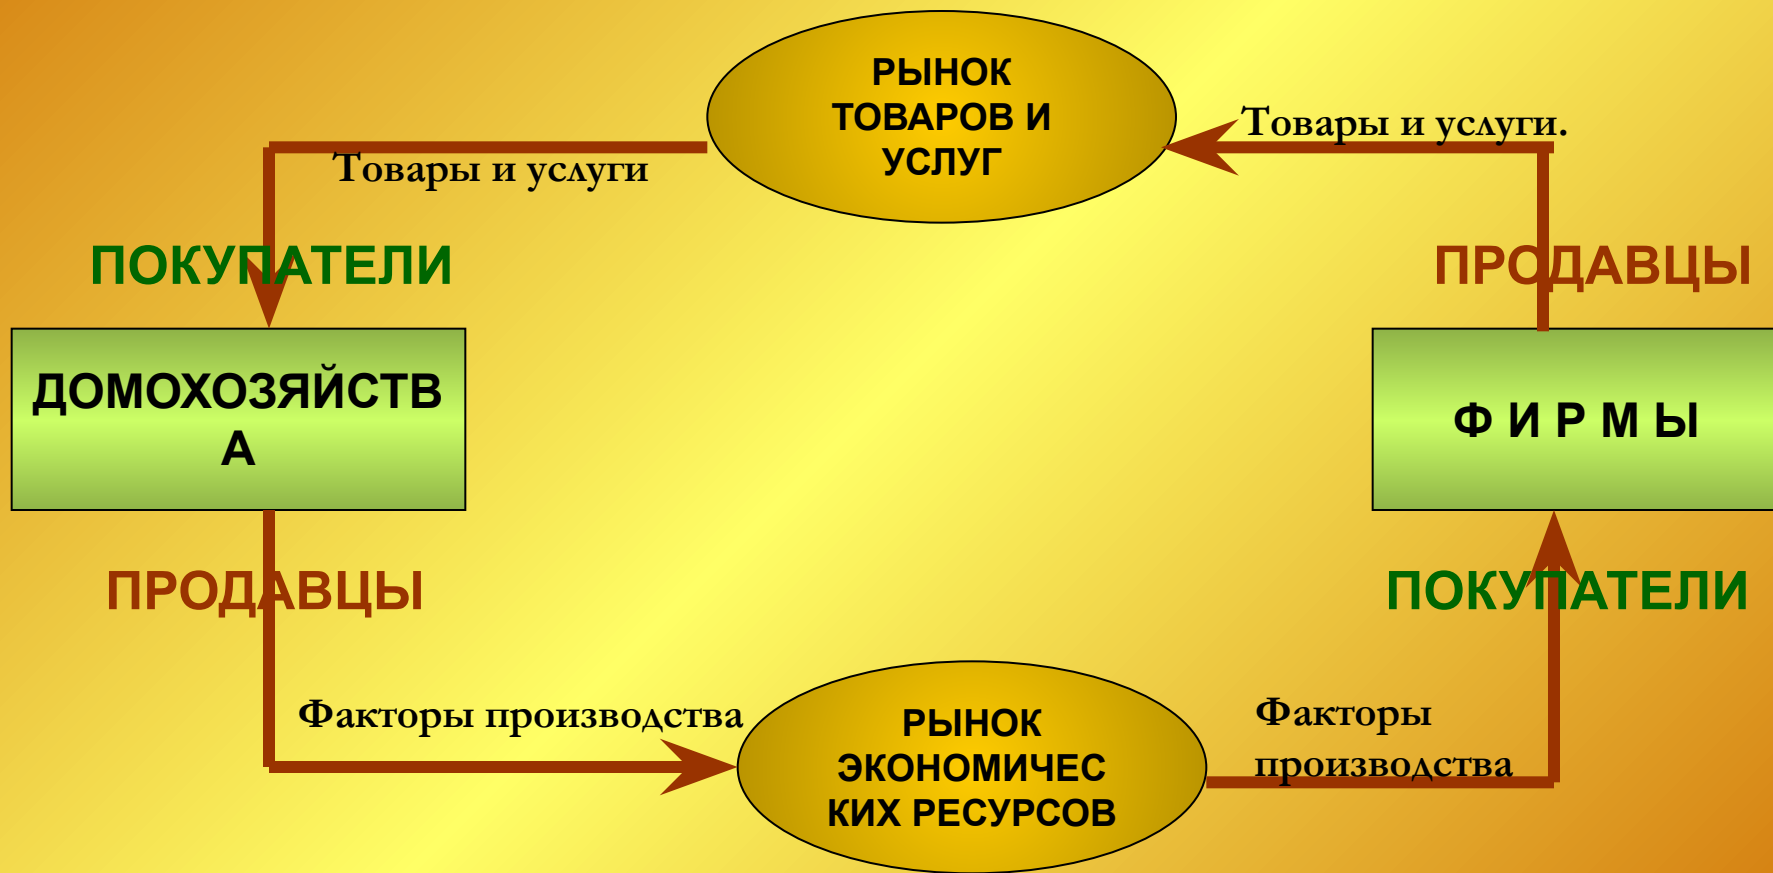 РЫНОК
ТОВАРОВ И
УСЛУГ
Товары и услуги.
Товары и услуги
ПОКУПАТЕЛИ
ПРОДАВЦЫ
ДОМОХОЗЯЙСТВ
А
Ф И Р М Ы
ПРОДАВЦЫ
ПОКУПАТЕЛИ
Факторы производства
РЫНОК
ЭКОНОМИЧЕС
КИХ РЕСУРСОВ
Факторы
производства